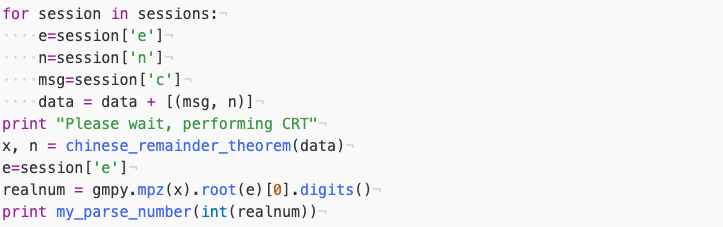 for session in sessions:¬
····e=session['e']¬
····n=session['n']¬
····msg=session['c']¬
····data = data + [(msg, n)]¬
print "Please wait, performing CRT"¬
x, n = chinese_remainder_theorem(data)¬
e=session['e']¬
realnum = gmpy.mpz(x).root(e)[0].digits()¬
print my_parse_number(int(realnum))¬